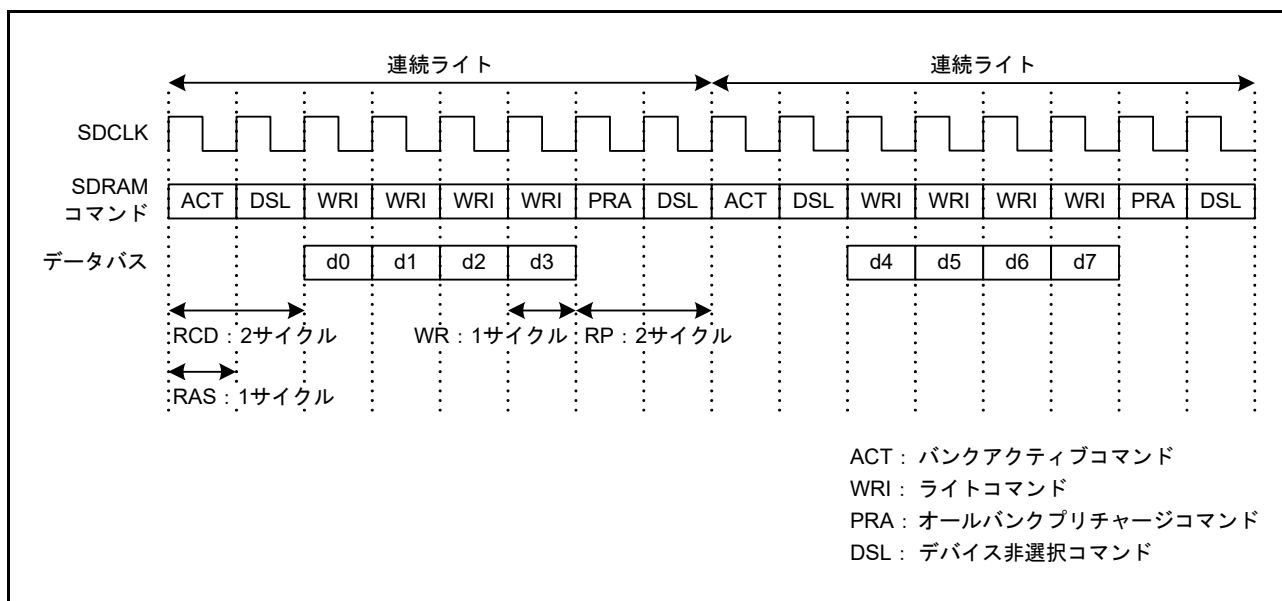 連続ライト 連続ライト
SDCLK
SDRAM
コマンド
ACT DSL WRI WRI WRI WRI PRA DSL ACT DSL WRI WRI WRI WRI PRA DSL
データバス d0 d1 d2 d3 d4 d5 d6 d7
RCD：2サイクル WR：1サイクル RP：2サイクル
RAS：1サイクル
ACT： バンクアクティブコマンド
WRI： ライトコマンド
PRA： オールバンクプリチャージコマンド
DSL： デバイス非選択コマンド